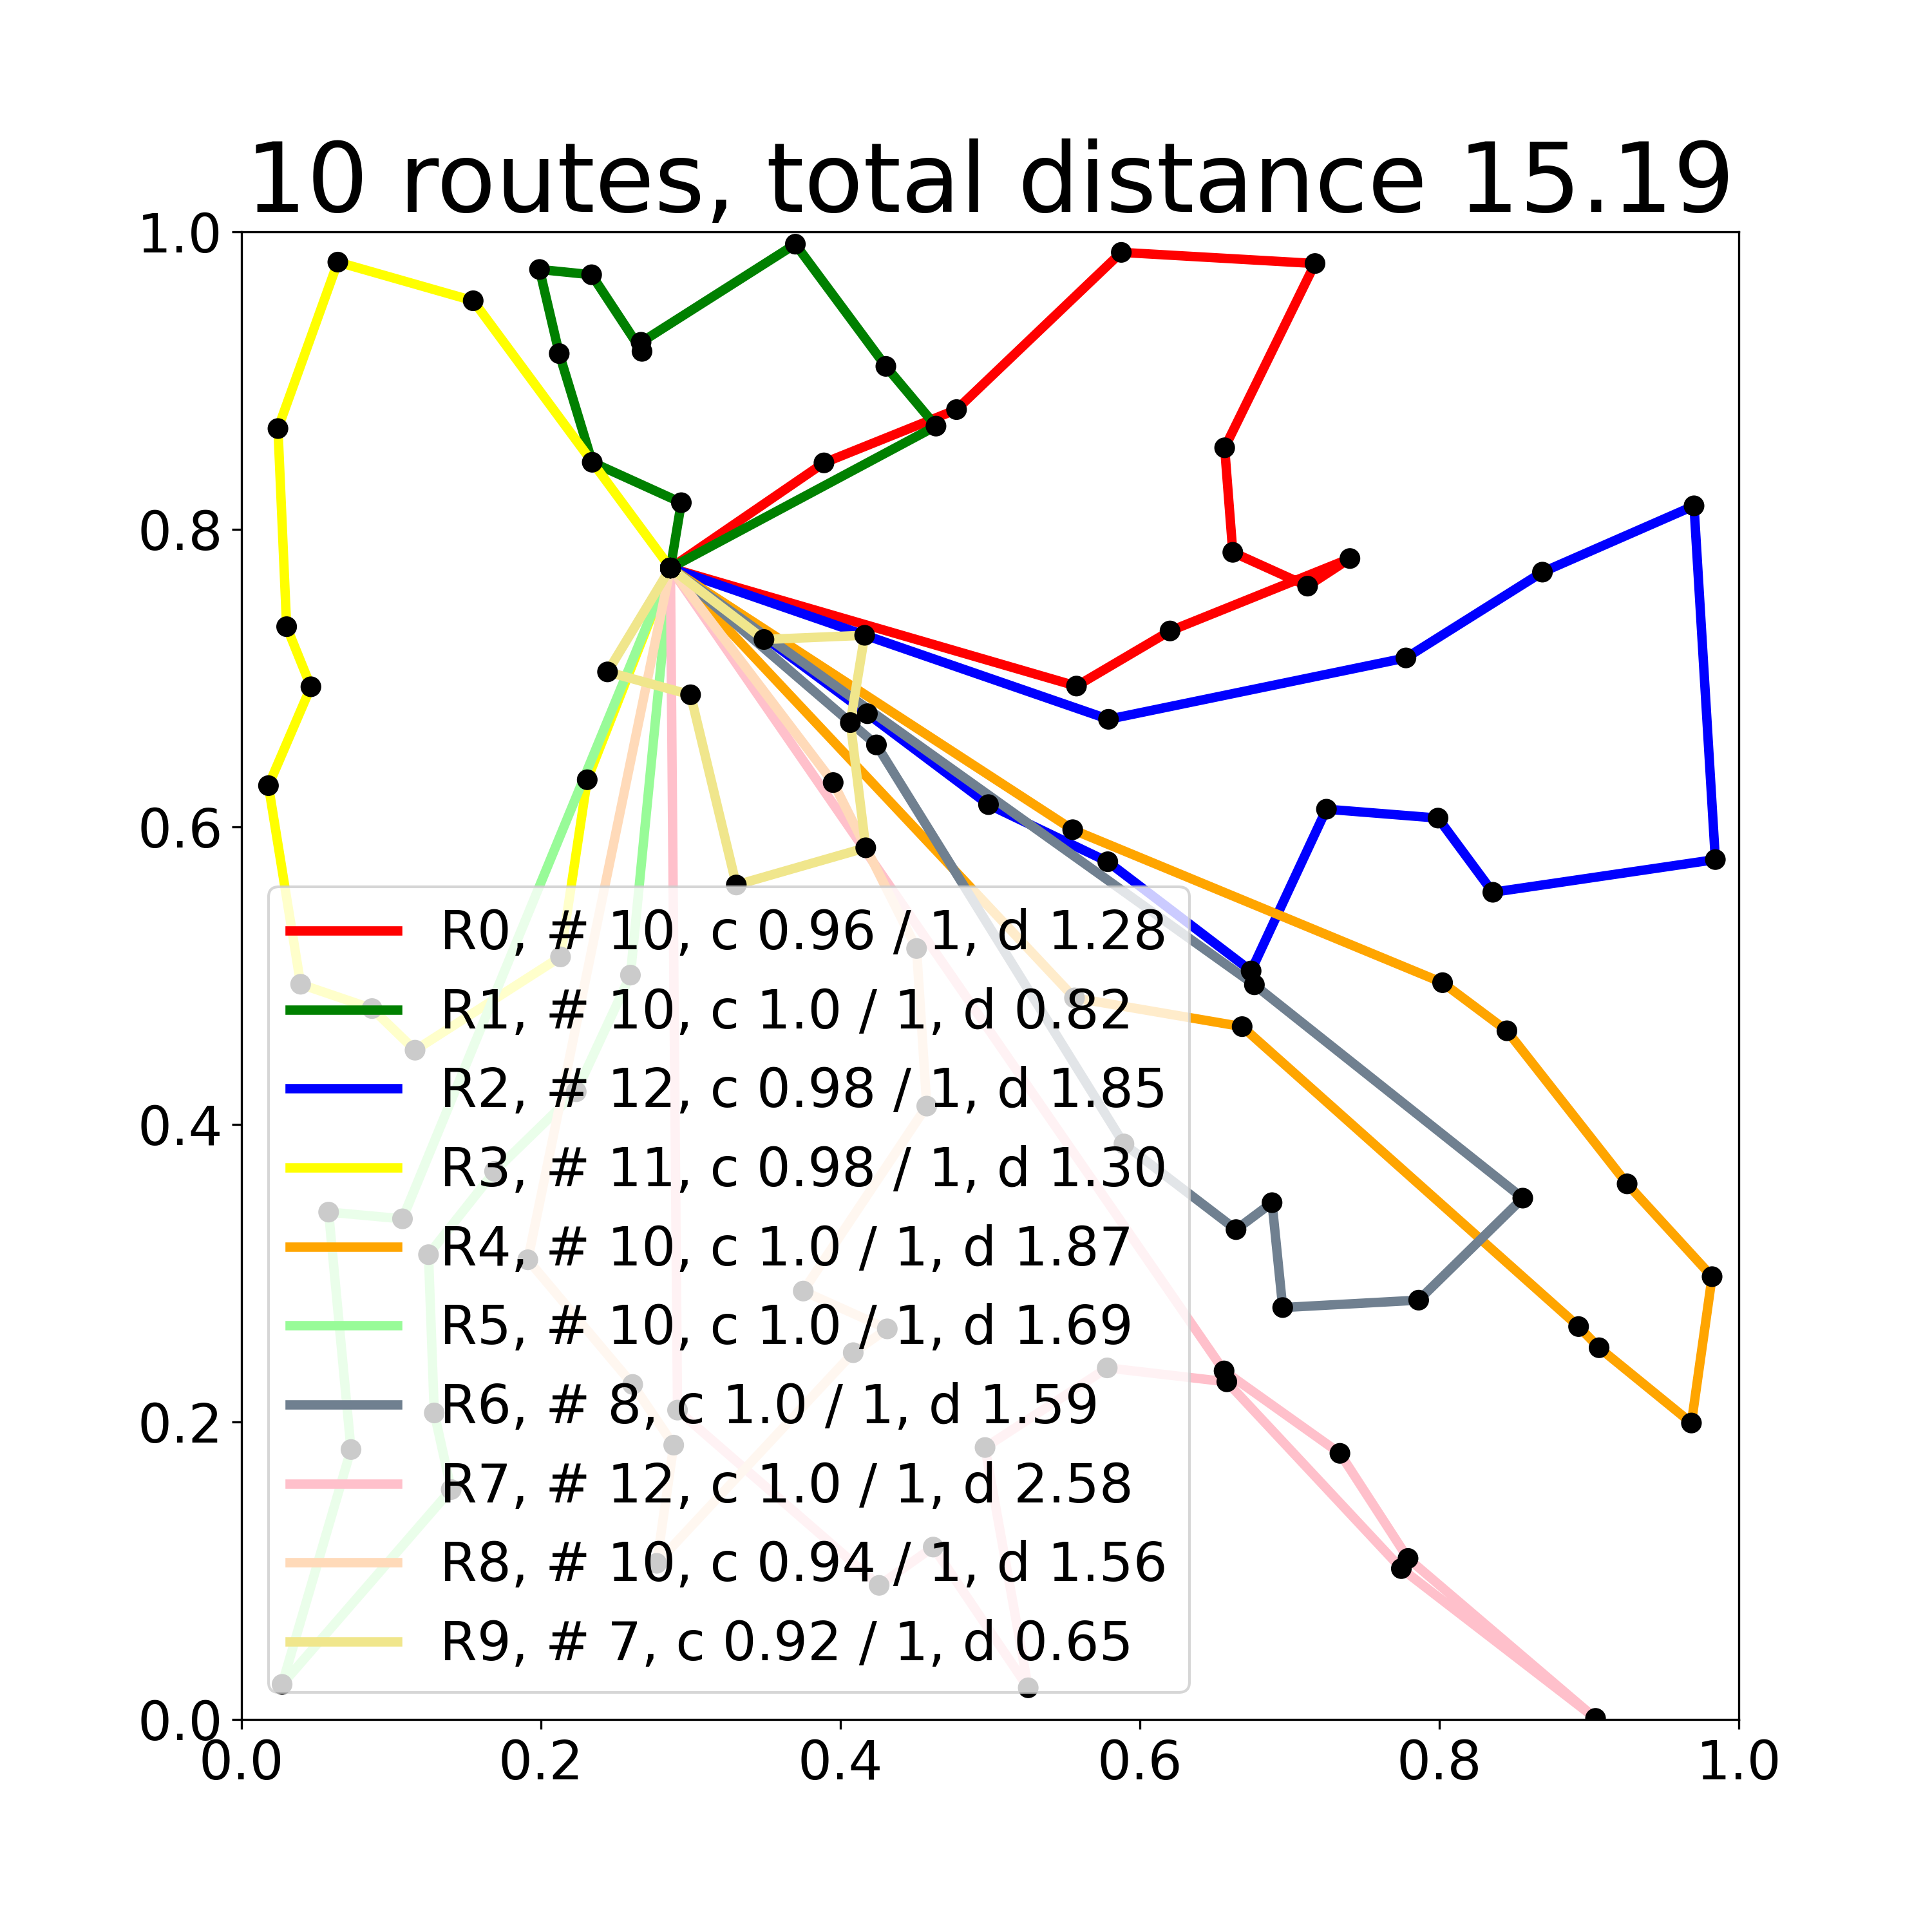 10 routes, total distance 15.19
1.0
0.8
0.6
0.4
0.2
0.0
R0, # 10, c 0.96 / 1, d 1.28
R1, # 10, c 1.0 / 1, d 0.82
R2, # 12, c 0.98 / 1, d 1.85
R3, # 11, c 0.98 / 1, d 1.30
R4, # 10, c 1.0 / 1, d 1.87
R5, # 10, c 1.0 / 1, d 1.69
R6, # 8, c 1.0 / 1, d 1.59
R7, # 12, c 1.0 / 1, d 2.58
R8, # 10, c 0.94 / 1, d 1.56
R9, # 7, c 0.92 / 1, d 0.65
0.0 0.2 0.4 0.6 0.8 1.0